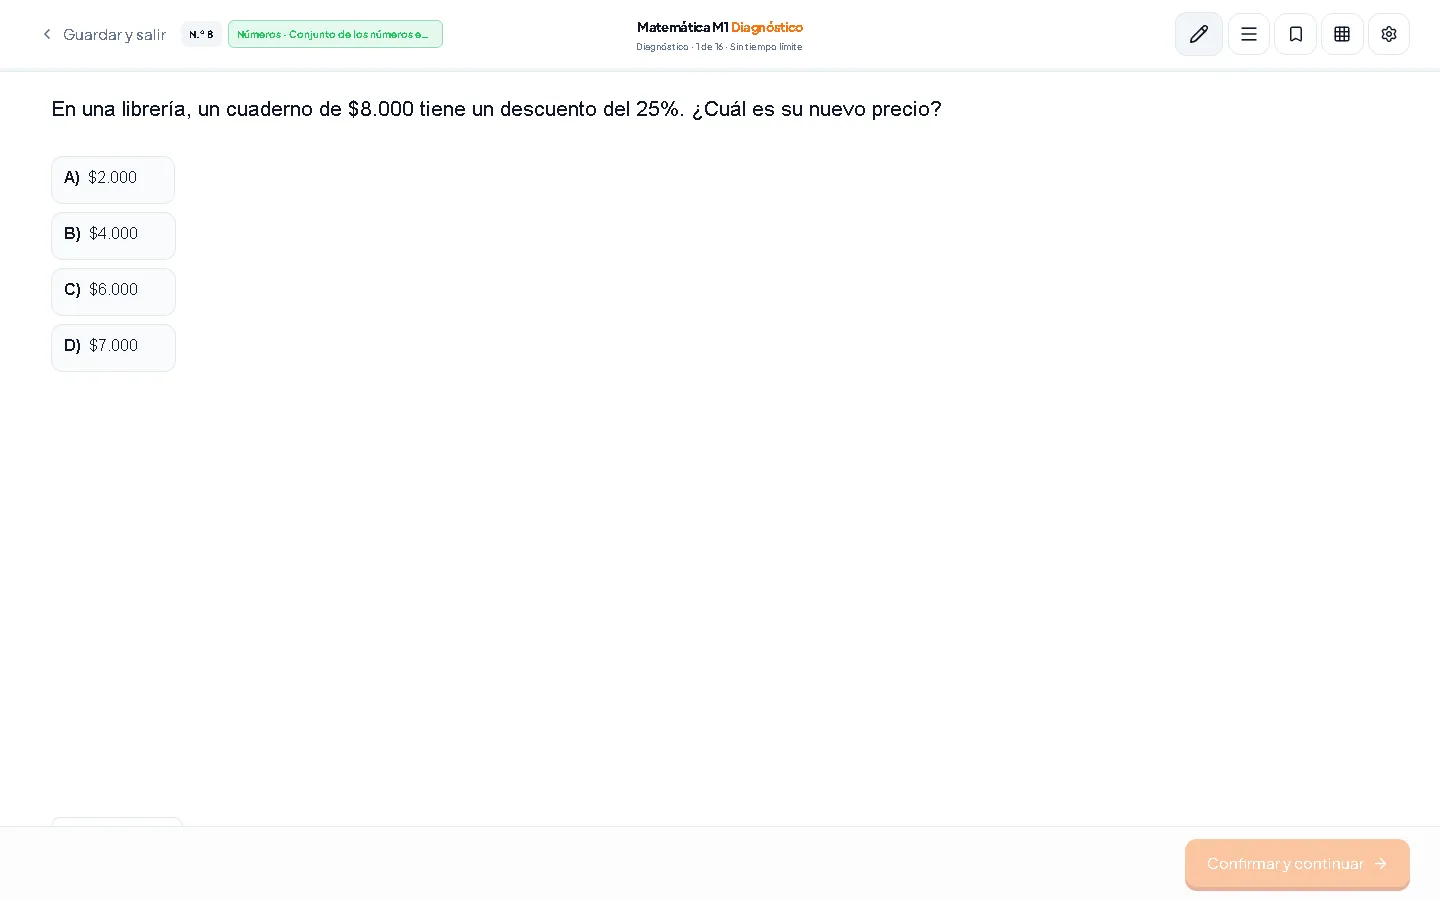 Guardar y salir
N.º 8
Números · Conjunto de los números e...
Matemática M1 Diagnóstico
Diagnóstico · 1 de 16 · Sin tiempo límite
En una librería, un cuaderno de $8.000 tiene un descuento del 25%. ¿Cuál es su nuevo precio?
A) $2.000
B) $4.000
C) $6.000
D) $7.000
Confirmar y continuar